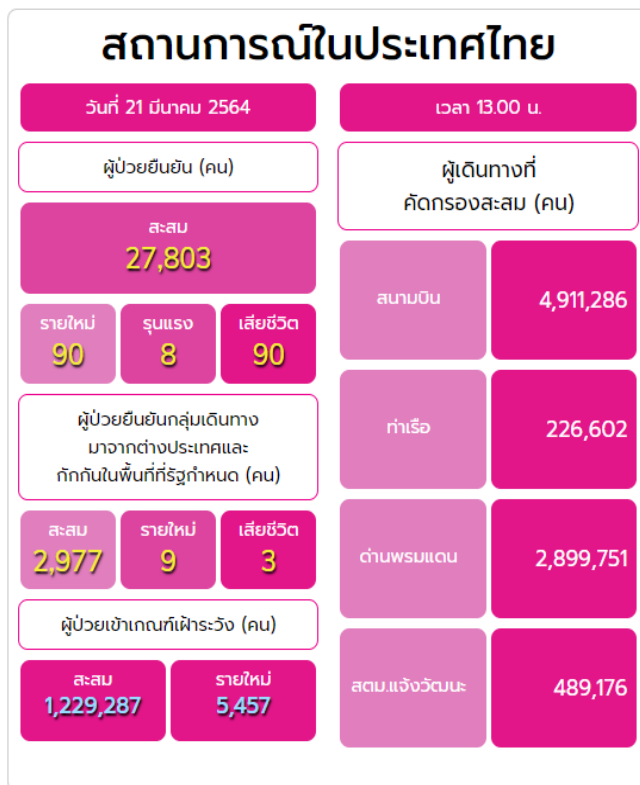 สถานการณ์ในประเทศไทย
วันที่ 21 มีนาคม 2564
เวลา 13.00 น.
ผู้ป่วยยืนยัน (คน)
สะสม
27,803
รายใหม่ รุนแรง เสียชีวิต
90 8 90
ผู้ป่วยยืนยันกลุ่มเดินทาง
มาจากต่างประเทศและ
กักกันในพื้นที่ที่รัฐกำหนด (คน)
สะสม รายใหม่ เสียชีวิต
2,977 9 3
ผู้ป่วยเข้าเกณฑ์เฝ้าระวัง (คน)
สะสม รายใหม่
1,229,287 5,457
ผู้เดินทางที่
คัดกรองสะสม (คน)
สนามบิน 4,911,286
ท่าเรือ 226,602
ด่านพรมแดน 2,899,751
สตม.แจ้งวัฒนะ 489,176